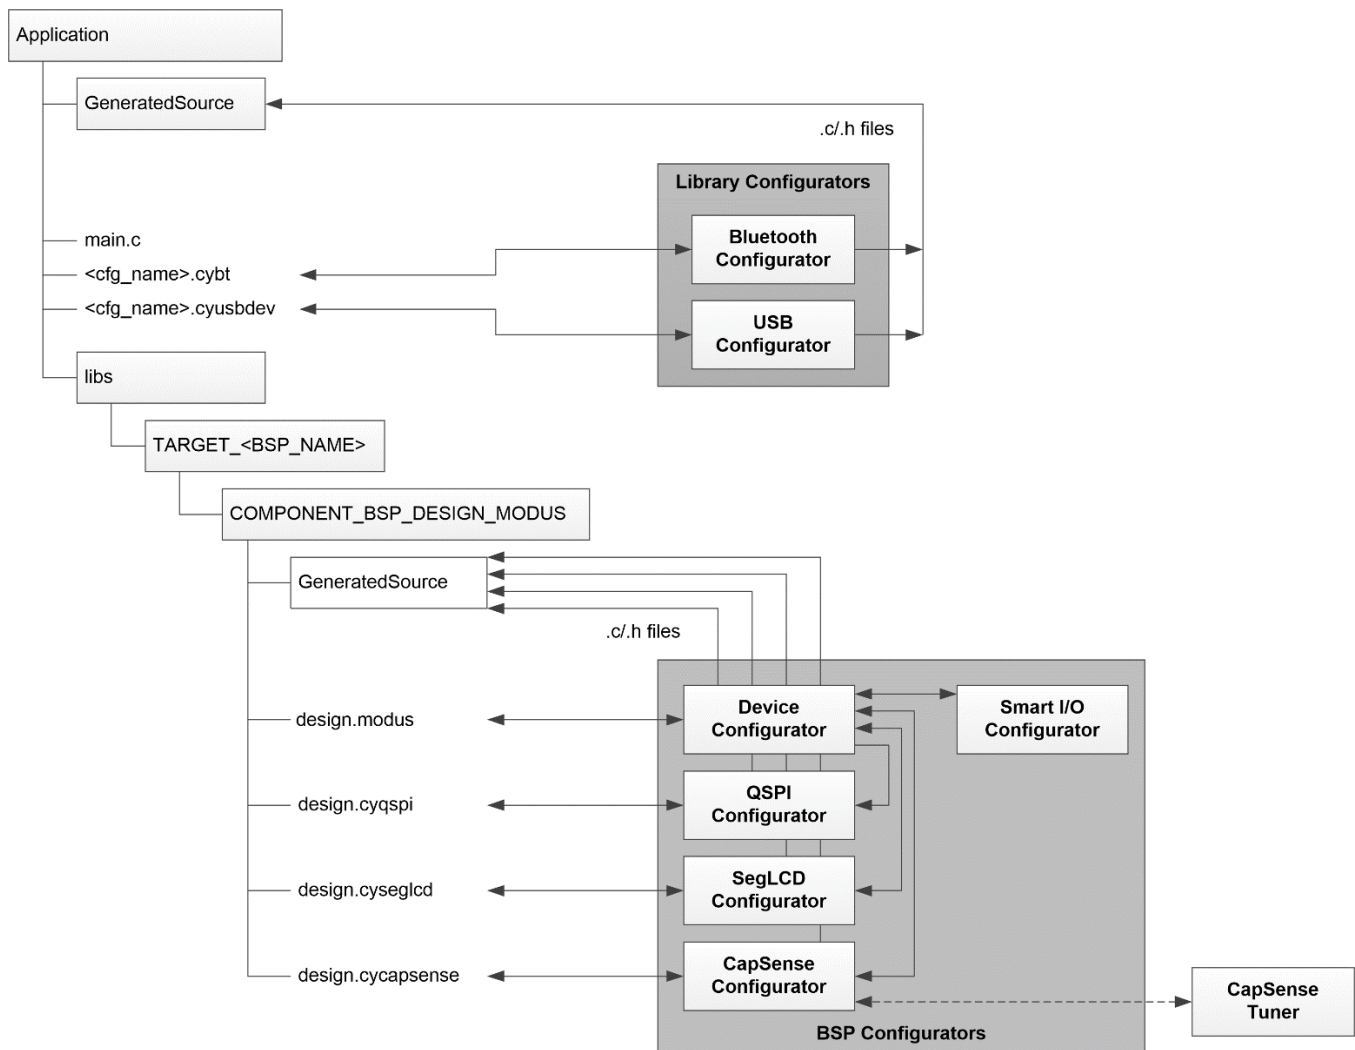 Application
GeneratedSource
.c/.h files
Library Configurators
main.c
Bluetooth
Configurator
<cfg_name>.cybt
<cfg_name>.cyusbdev
USB
Configurator
libs
TARGET_<BSP_NAME>
COMPONENT_BSP_DESIGN_MODUS
GeneratedSource
.c/.h files
design.modus
Device
Configurator
Smart I/O
Configurator
design.cyqspi
QSPI
Configurator
design.cyseglcd
SegLCD
Configurator
design.cycapsense
CapSense
Configurator
CapSense
Tuner
BSP Configurators